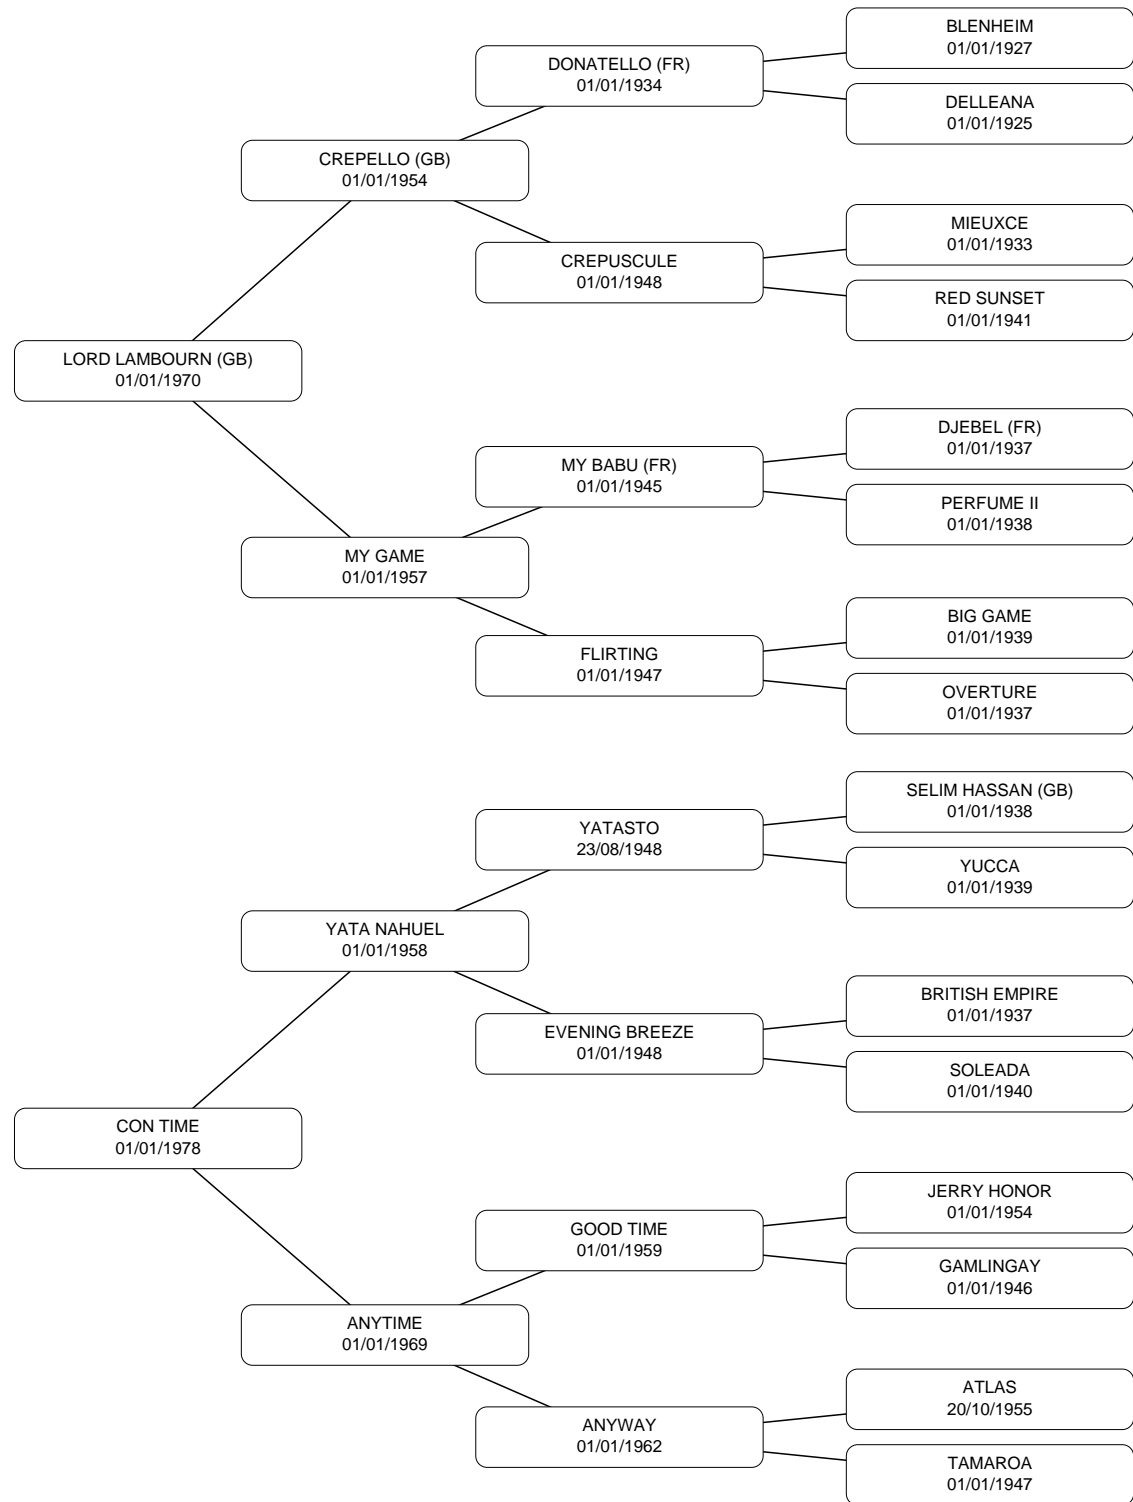 BLENHEIM
01/01/1927
DONATELLO (FR)
01/01/1934
DELLEANA
01/01/1925
CREPELLO (GB)
01/01/1954
MIEUXCE
01/01/1933
CREPUSCULE
01/01/1948
RED SUNSET
01/01/1941
LORD LAMBOURN (GB)
01/01/1970
DJEBEL (FR)
01/01/1937
MY BABU (FR)
01/01/1945
PERFUME II
01/01/1938
MY GAME
01/01/1957
BIG GAME
01/01/1939
FLIRTING
01/01/1947
OVERTURE
01/01/1937
SELIM HASSAN (GB)
01/01/1938
YATASTO
23/08/1948
YUCCA
01/01/1939
YATA NAHUEL
01/01/1958
BRITISH EMPIRE
01/01/1937
EVENING BREEZE
01/01/1948
SOLEADA
01/01/1940
CON TIME
01/01/1978
JERRY HONOR
01/01/1954
GOOD TIME
01/01/1959
GAMLINGAY
01/01/1946
ANYTIME
01/01/1969
ATLAS
20/10/1955
ANYWAY
01/01/1962
TAMAROA
01/01/1947